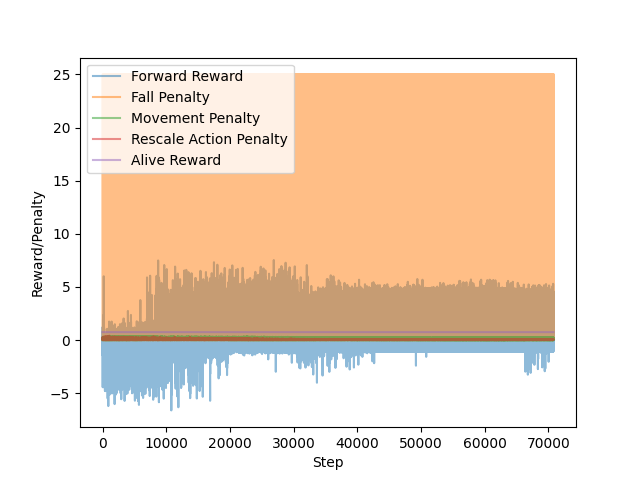 Forward Reward
Fall Penalty
Movement Penalty
Rescale Action Penalty
Alive Reward
25
20
15
10
5
0
−5
Reward/Penalty
0 10000 20000 30000 40000 50000 60000 70000
Step